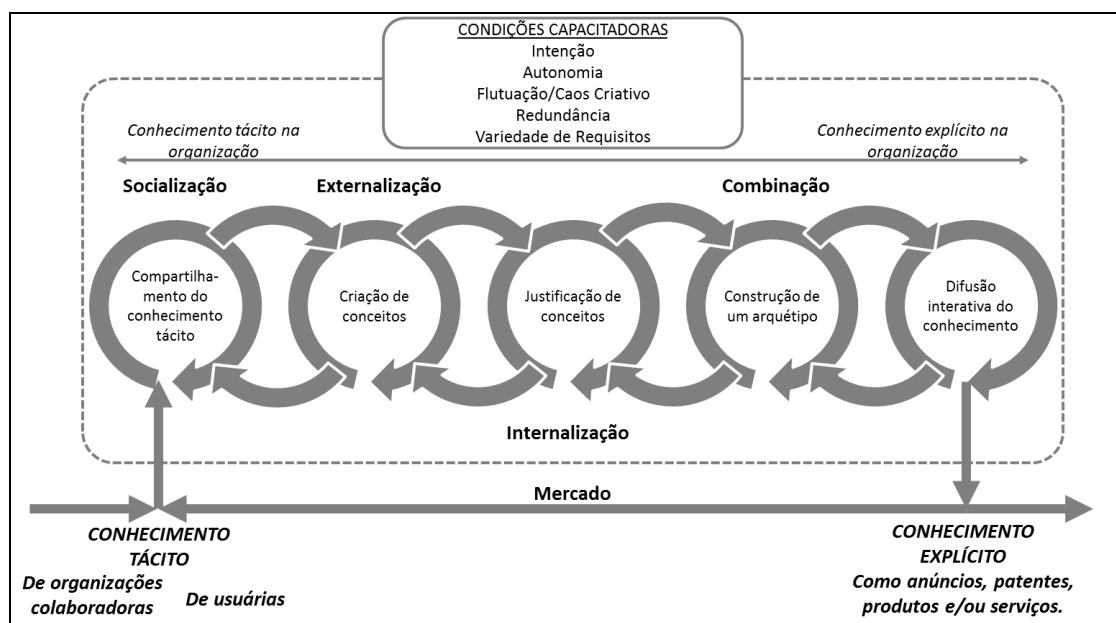 CONDIÇÕES CAPACITADORAS
Intenção
Autonomia
Flutuação/Caos Criativo
Redundância
Variedade de Requisitos
Conhecimento tácito na
organização
Conhecimento explícito na
organização
Socialização
Externalização
Combinação
Compartilha-
mento do
conhecimento
tácito
Criação de
conceitos
Justificação de
conceitos
Construção de
um arquétipo
Difusão
interativa do
conhecimento
Internalização
Mercado
CONHECIMENTO
TÁCITO
De organizações
colaboradoras
De usuárias
CONHECIMENTO
EXPLÍCITO
Como anúncios, patentes,
produtos e/ou serviços.